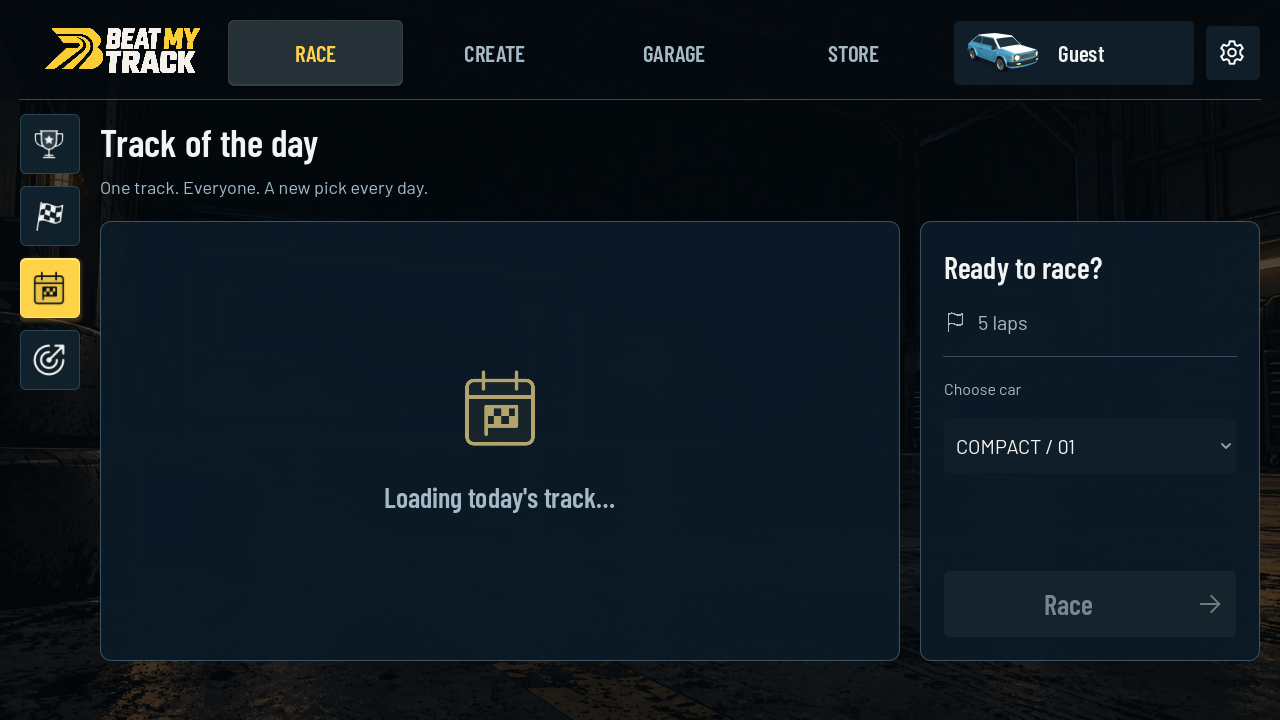 BEAT MY
TRACK
RACE
CREATE
GARAGE
STORE
Guest
Track of the day
One track. Everyone. A new pick every day.
Loading today's track...
Ready to race?
5 laps
Choose car
COMPACT / 01
Race